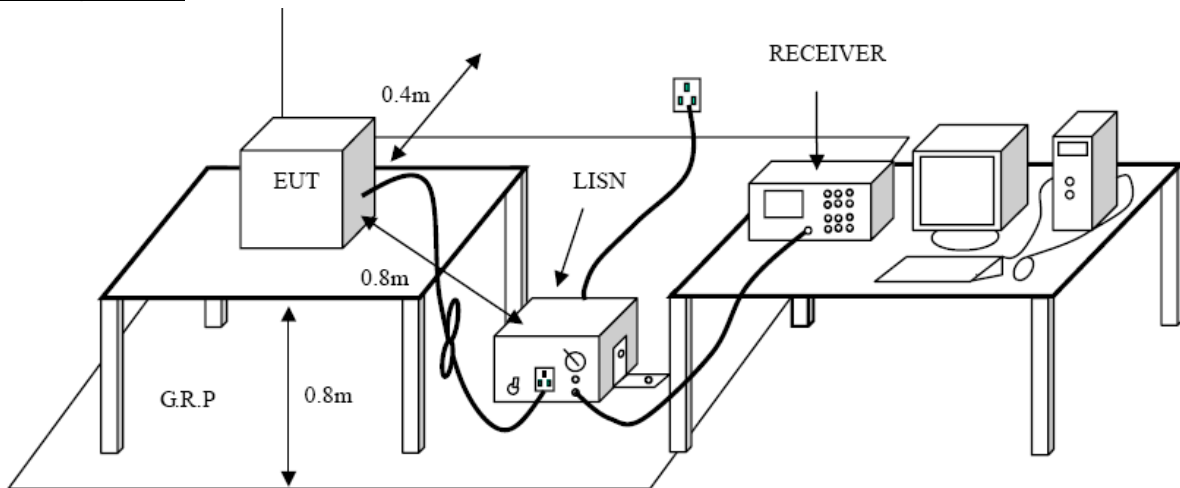 RECEIVER
0.4m
EUT
LISN
0.8m
G.R.P
0.8m